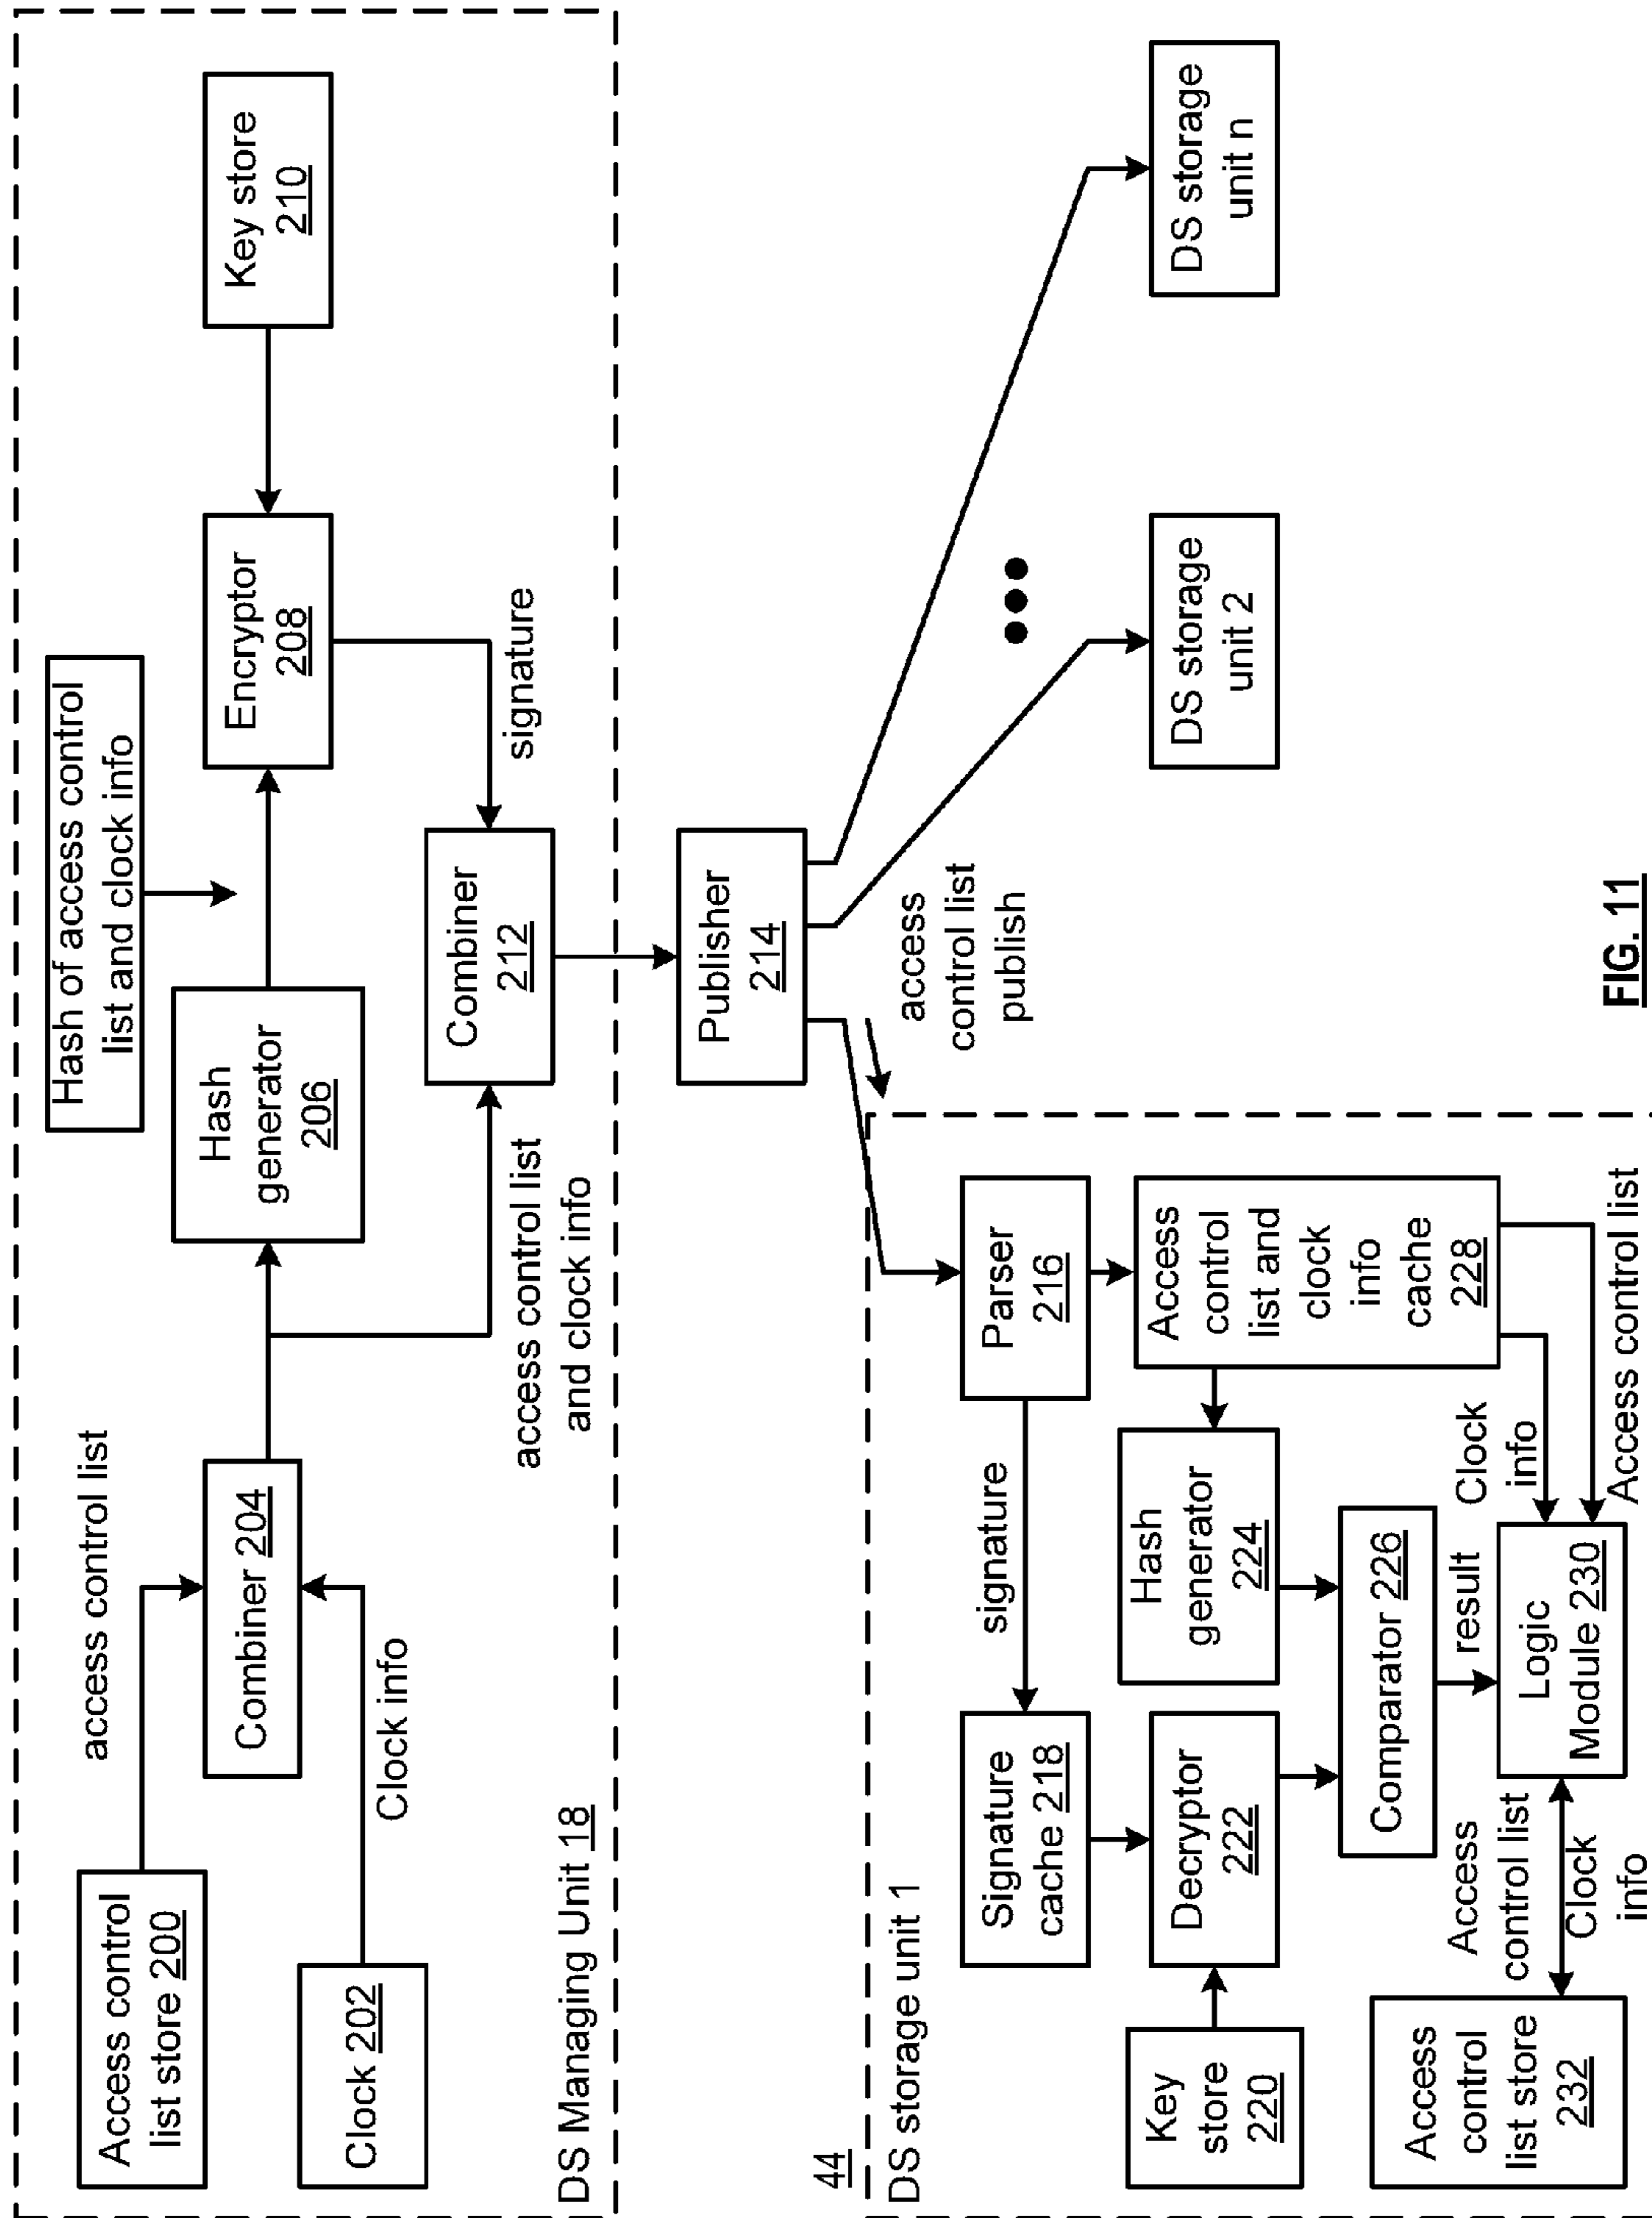 Access control
list store 200
access control list
Clock 202
Clock info
Combiner 204
Hash
generator
206
Hash of access control
list and clock info
Encryptor
208
Key store
210
signature
access control list
and clock info
Combiner
212
DS Managing Unit 18
Publisher
214
access
control list
publish
DS storage
unit 2
DS storage
unit n
44
DS storage unit 1
Parser
216
signature
Signature
cache 218
Access
control
list and
clock
info
cache
228
Key
store
220
Decryptor
222
Hash
generator
224
Comparator 226
result
Clock
info
Access control list
Logic
Module 230
Access
control list
Clock
info
Access
control
list store
232
FIG. 11